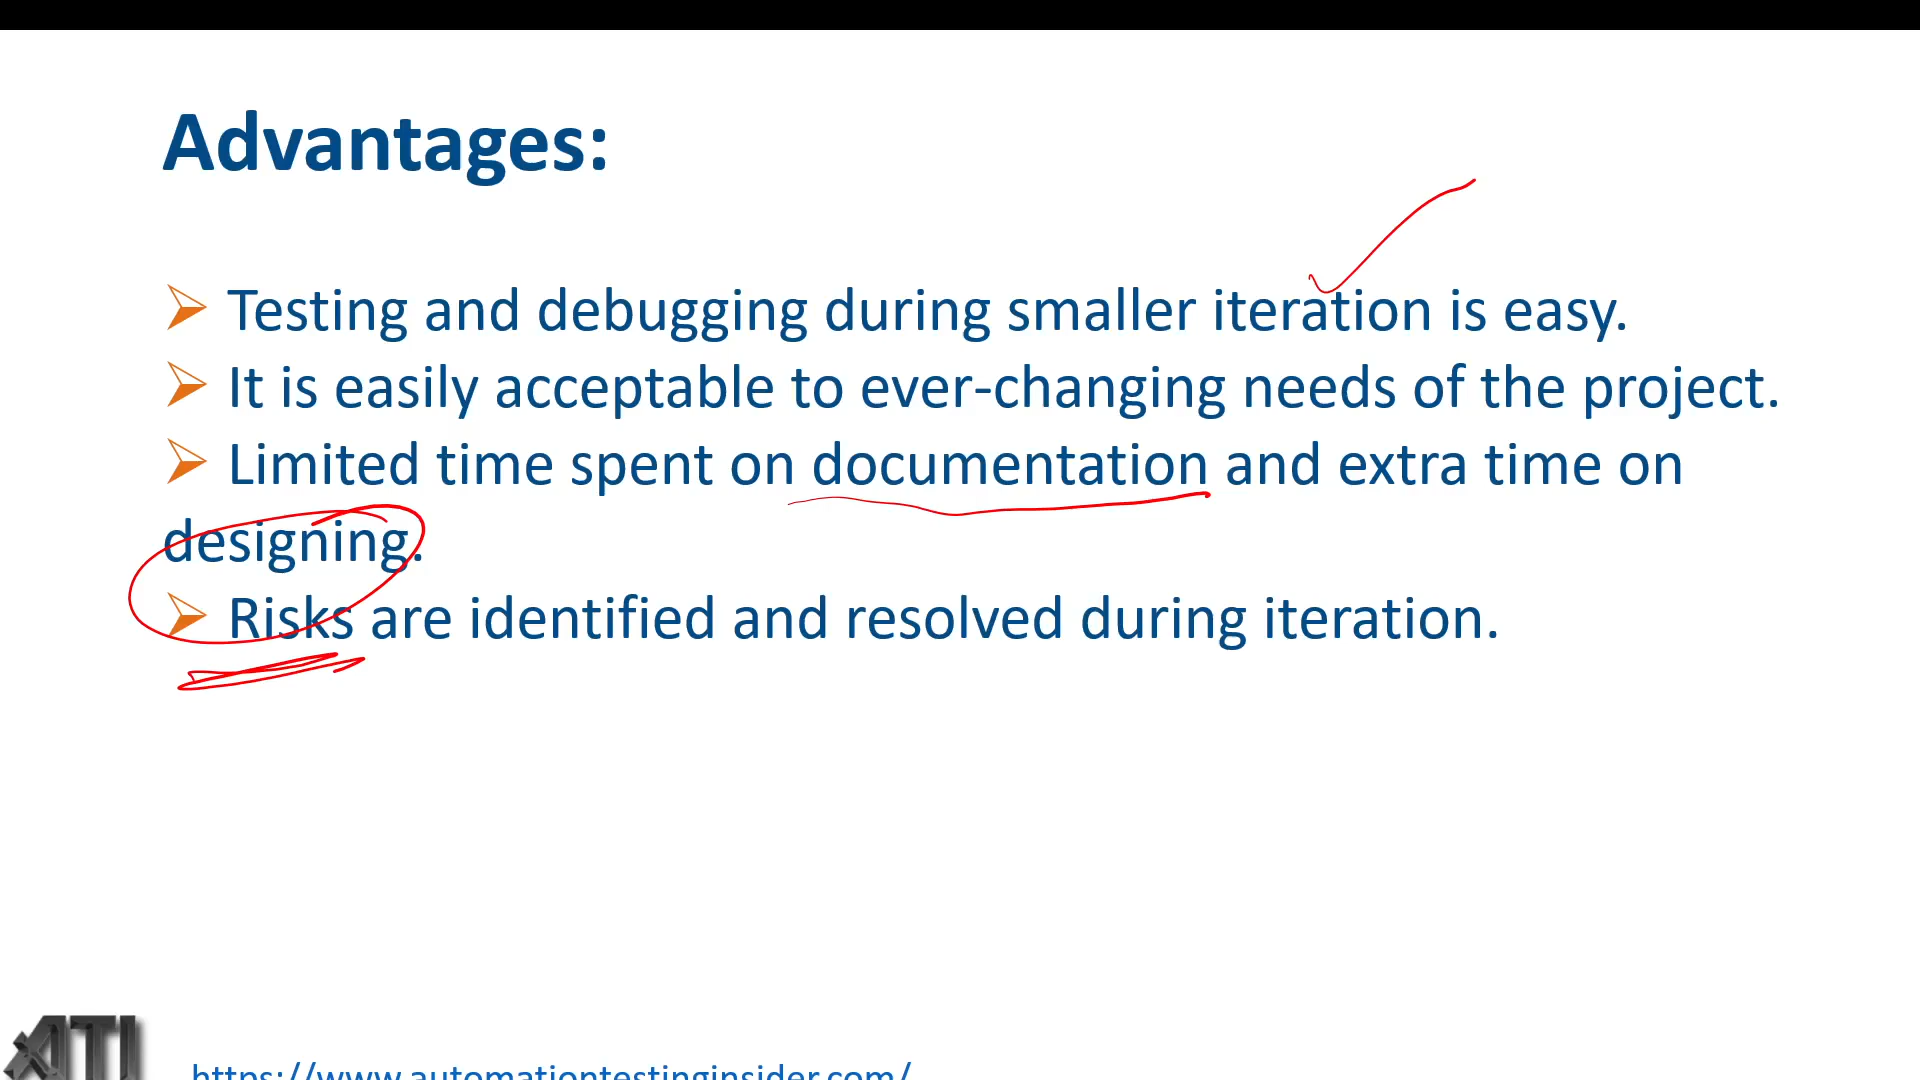 Advantages:
Testing and debugging during smaller iteration is easy.
It is easily acceptable to ever-changing needs of the project.
Limited time spent on documentation and extra time on
designing.
Risks are identified and resolved during iteration.
ATI
https://www.automationtestinginsider.com/